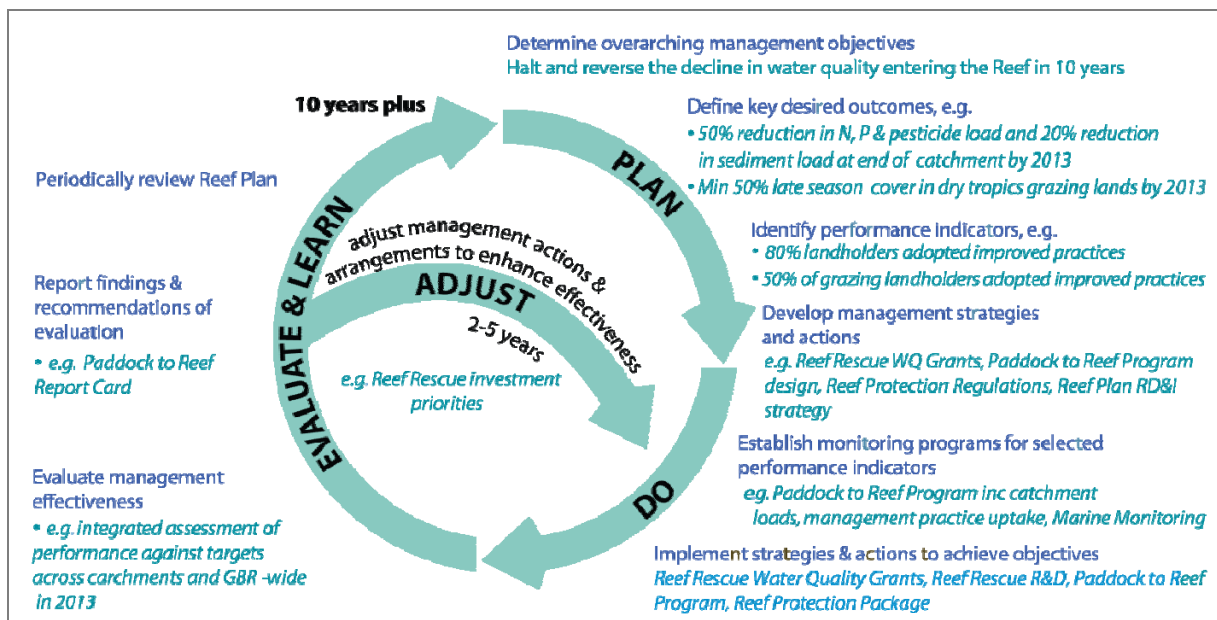 Determine overarching management objectives
Halt and reverse the decline in water quality entering the Reef in 10 years
10 years plus
Define key desired outcomes, e.g.
• 50% reduction in N, P & pesticide load and 20% reduction
in sediment load at end of catchment by 2013
• Min 50% late season cover in dry tropics grazing lands by 2013
PLAN
Identify performance indicators, e.g.
• 80% landholders adopted improved practices
• 50% of grazing landholders adopted improved practices
Develop management strategies
and actions
e.g. Reef Rescue WQ Grants, Paddock to Reef Program
design, Reef Protection Regulations, Reef Plan RD&I
strategy
DO
Establish monitoring programs for selected
performance indicators
eg. Paddock to Reef Program inc catchment
loads, management practice uptake, Marine Monitoring
Implement strategies & actions to achieve objectives
Reef Rescue Water Quality Grants, Reef Rescue R&D, Paddock to Reef
Program, Reef Protection Package
EVALUATE & LEARN
Evaluate management
effectiveness
• e.g. integrated assessment of
performance against targets
across carchments and GBR -wide
in 2013
Report findings &
recommendations of
evaluation
• e.g. Paddock to Reef
Report Card
Periodically review Reef Plan
adjust management actions &
arrangements to enhance effectiveness
ADJUST
2-5 years
e.g. Reef Rescue investment
priorities